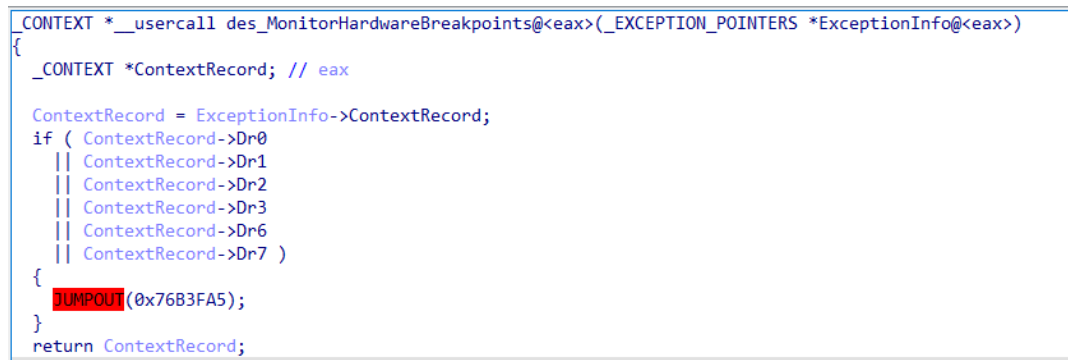 _CONTEXT *__usercall des_MonitorHardwareBreakpoints@<eax>(_EXCEPTION_POINTERS *ExceptionInfo@<eax>)
{
  _CONTEXT *ContextRecord; // eax

  ContextRecord = ExceptionInfo->ContextRecord;
  if ( ContextRecord->Dr0
    || ContextRecord->Dr1
    || ContextRecord->Dr2
    || ContextRecord->Dr3
    || ContextRecord->Dr6
    || ContextRecord->Dr7 )
  {
    JUMPOUT(0x76B3FA5);
  }
  return ContextRecord;